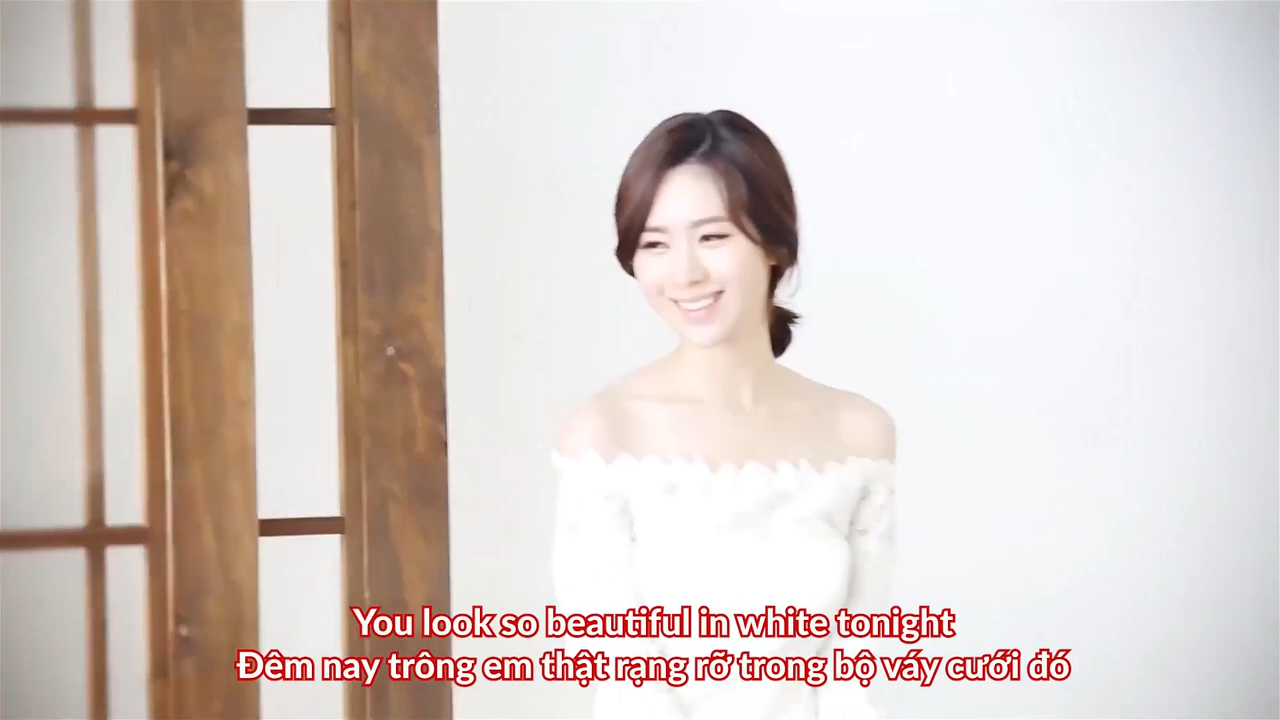 You look so beautiful in white tonight
Đêm nay trông em thật rạng rỡ trong bộ váy cưới đó